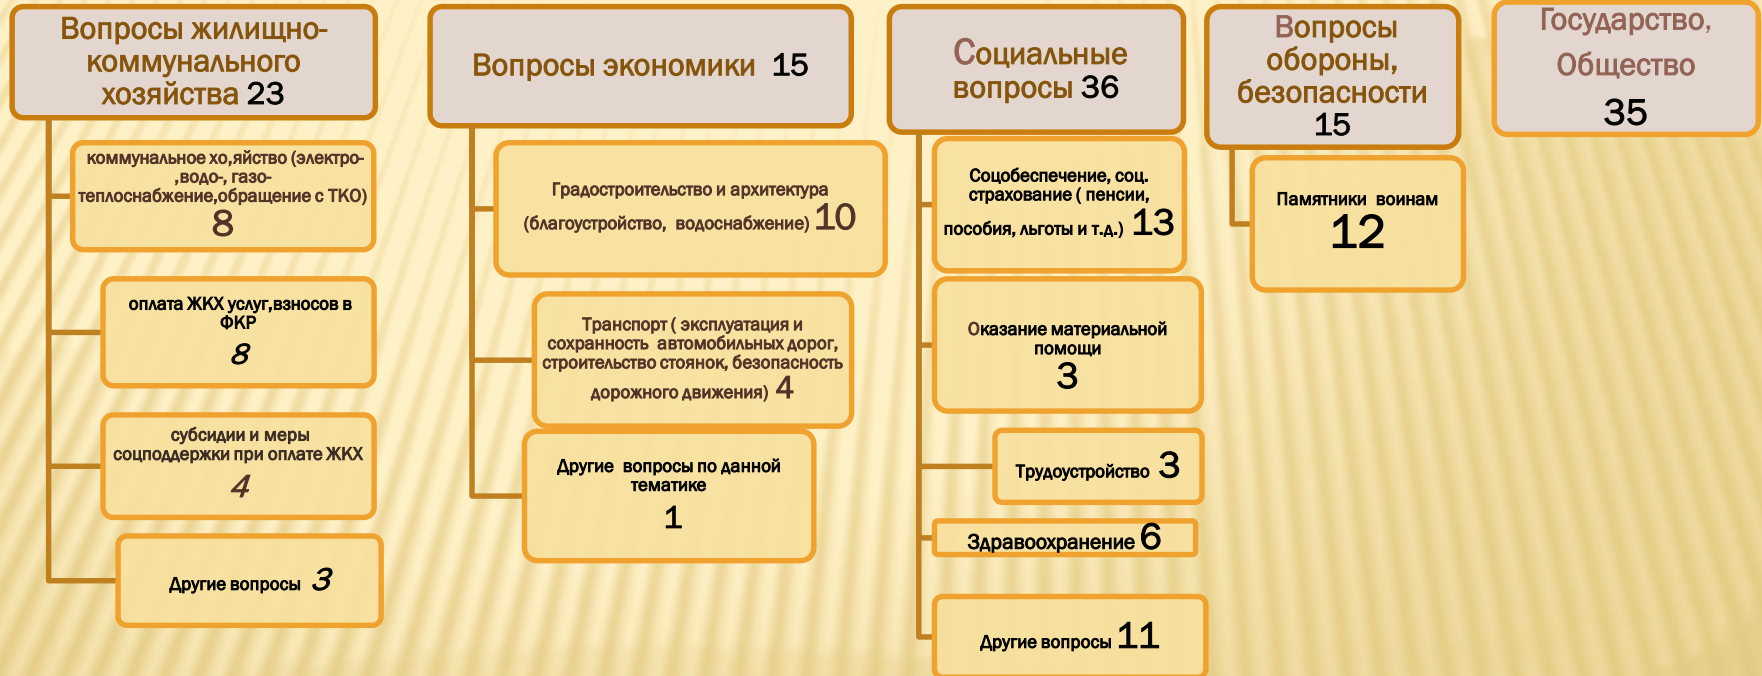 Вопросы жилищно-
коммунального
хозяйства 23
коммунальное хо,яйство (электро-
,водо-, газо-
теплоснабжение,обращение с ТКО)
8
оплата ЖКХ услуг,взносов в
ФКР
8
субсидии и меры
соцподдержки при оплате ЖКХ
4
Другие вопросы 3
Вопросы экономики 15
Градостроительство и архитектура
(благоустройство, водоснабжение) 10
Транспорт ( эксплуатация и
сохранность автомобильных дорог,
строительство стоянок, безопасность
дорожного движения) 4
Другие вопросы по данной
тематике
1
Социальные
вопросы 36
Соцобеспечение, соц.
страхование ( пенсии,
пособия, льготы и т.д.) 13
Оказание материальной
помощи
3
Трудоустройство 3
Здравоохранение 6
Другие вопросы 11
Вопросы
обороны,
безопасности
15
Памятники воинам
12
Государство,
Общество
35